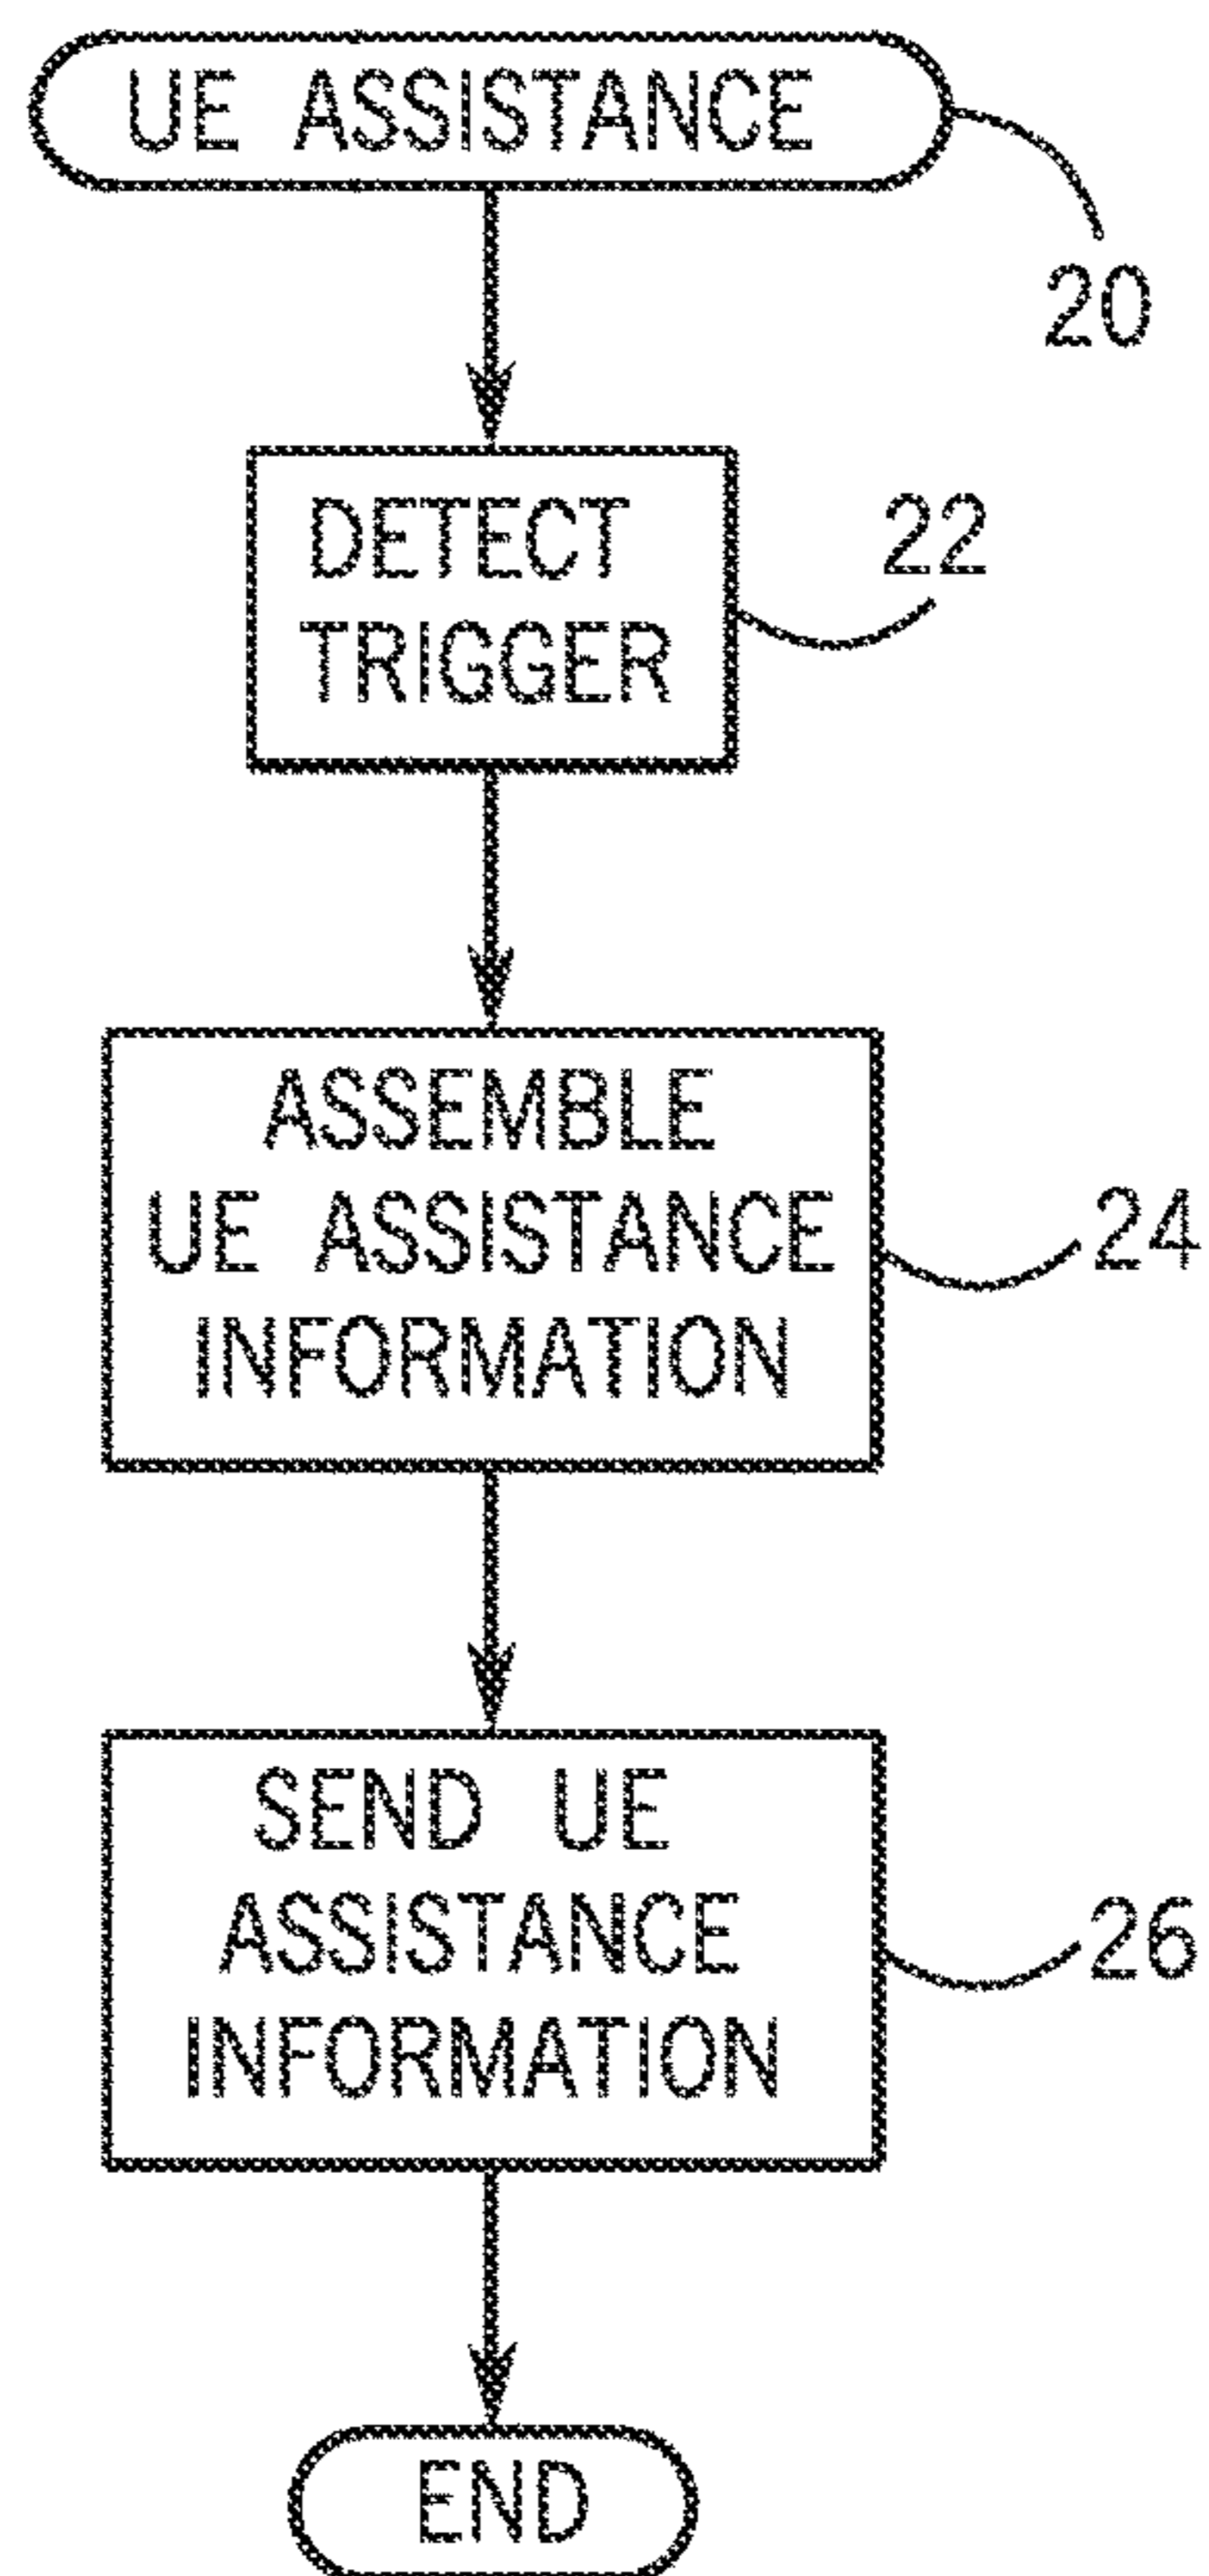 UE ASSISTANCE
20
DETECT
TRIGGER
22
ASSEMBLE
UE ASSISTANCE
INFORMATION
24
SEND UE
ASSISTANCE
INFORMATION
26
END